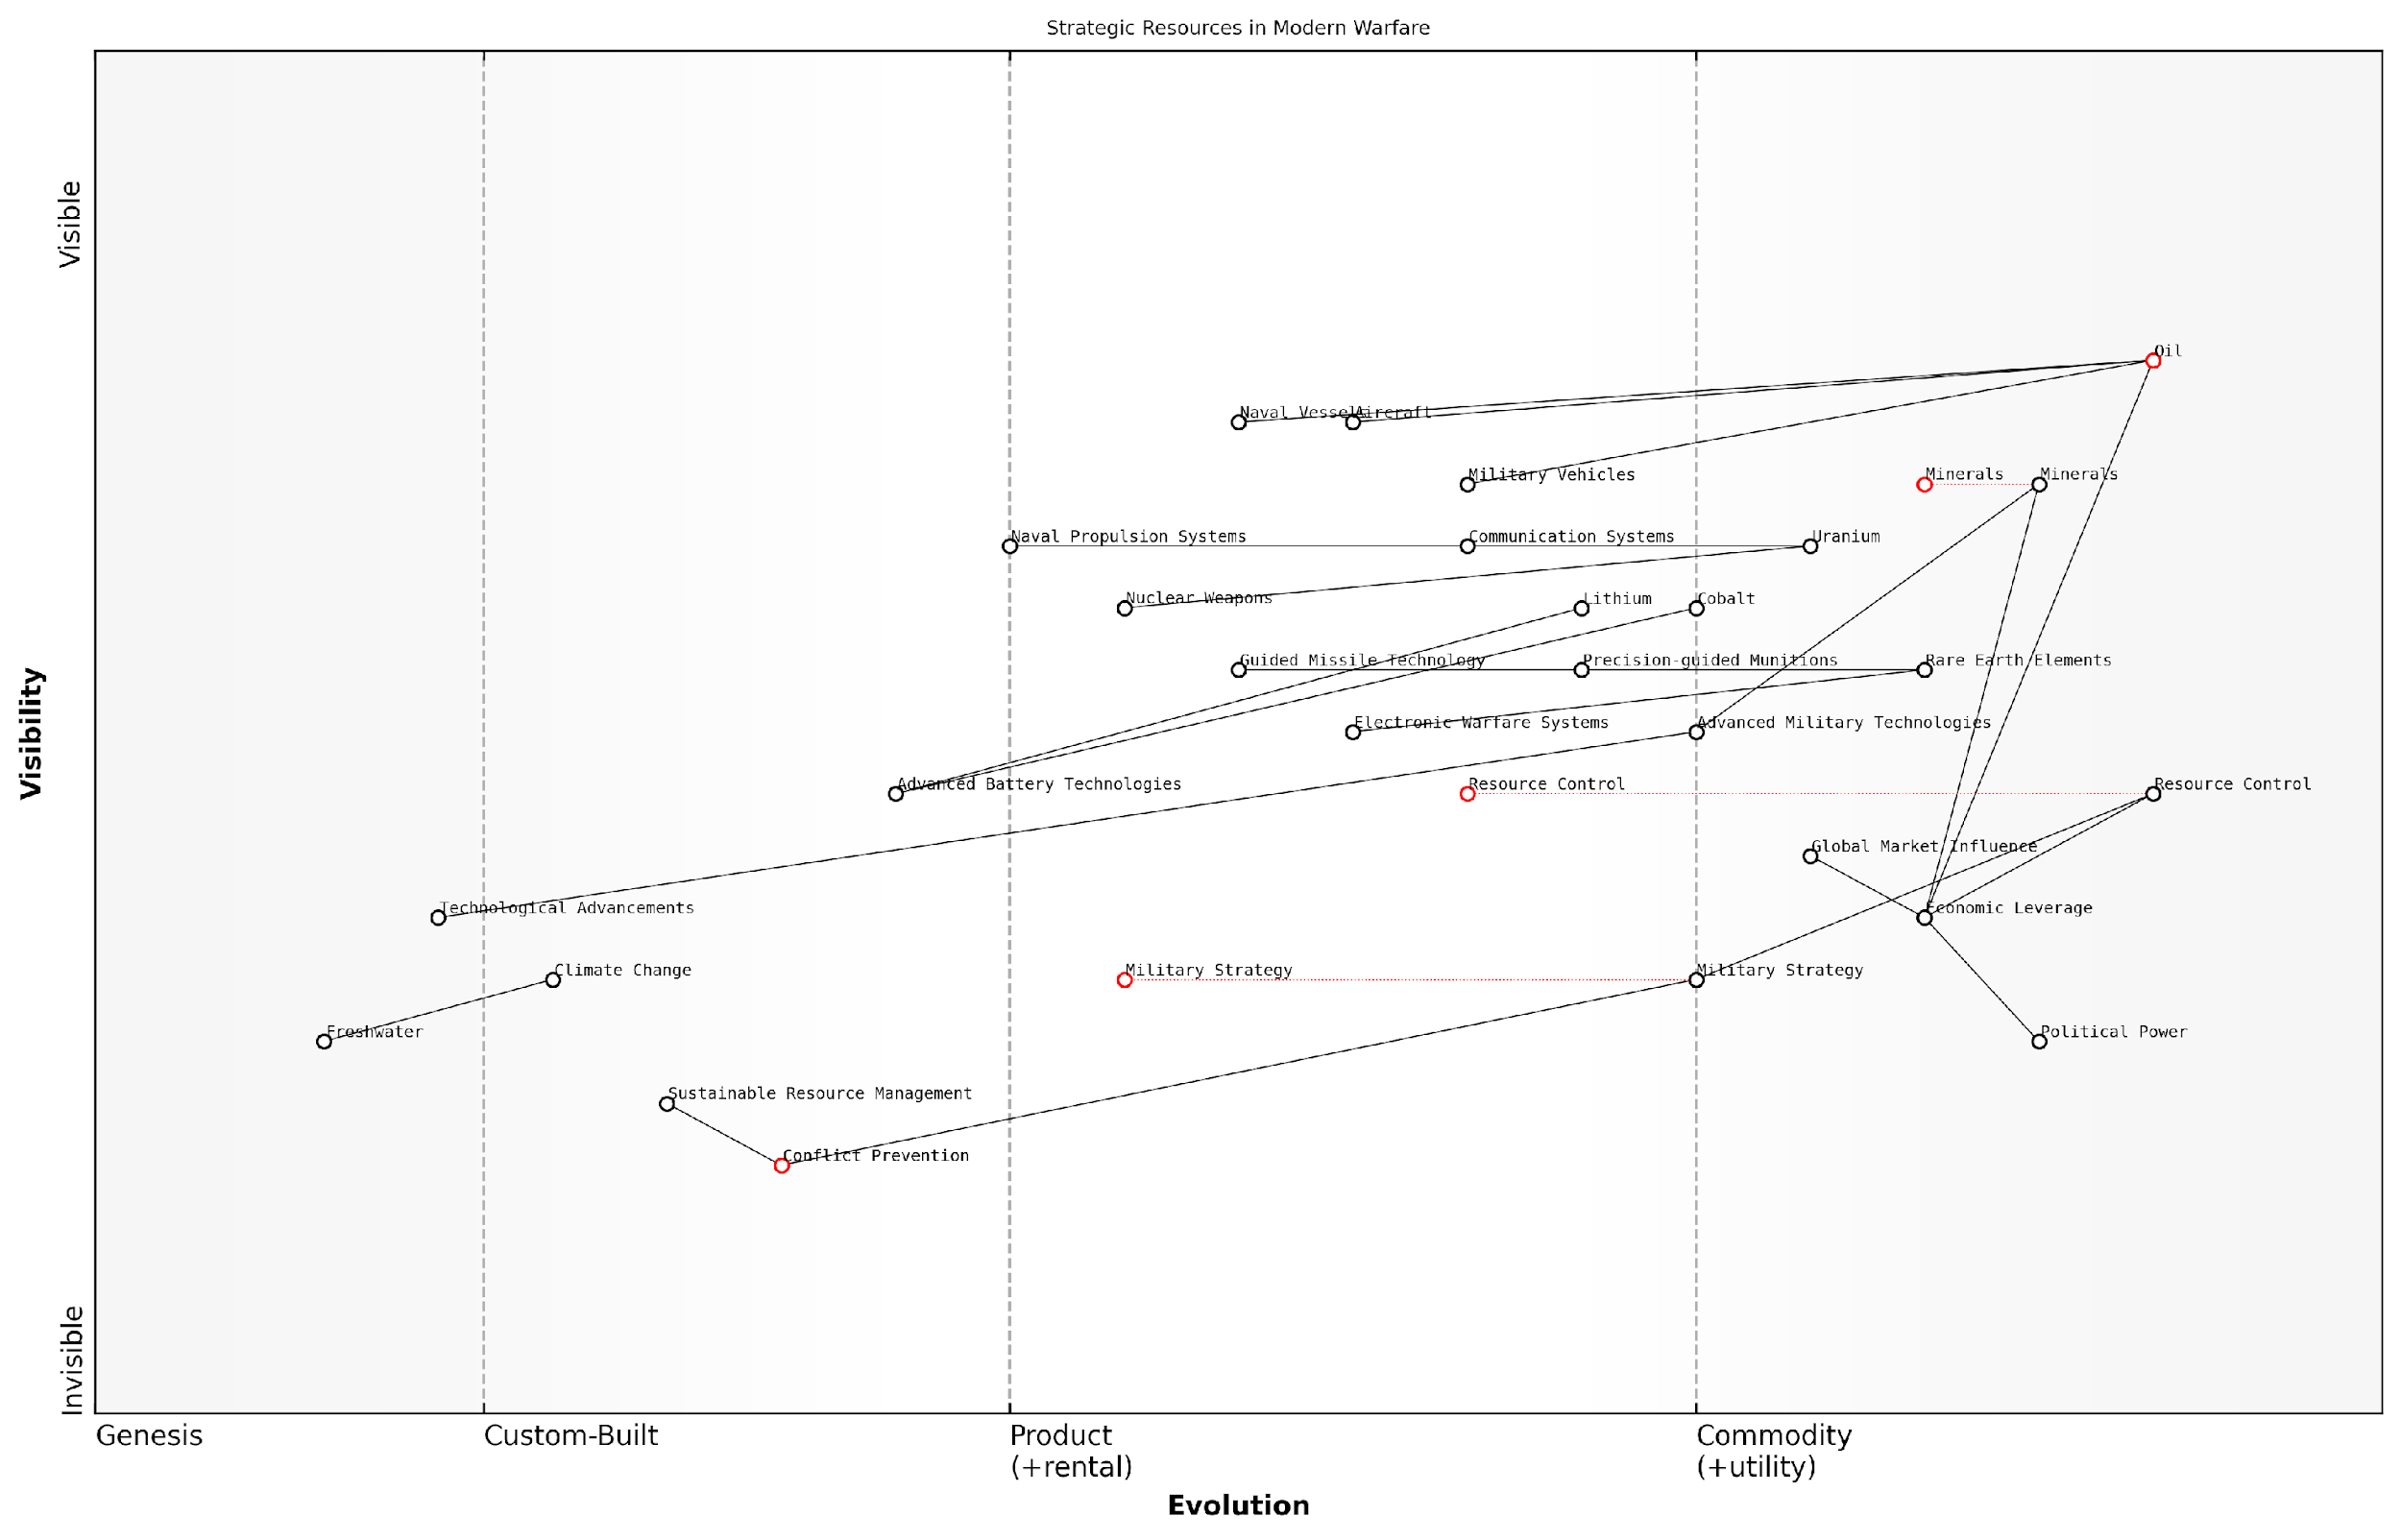 Strategic Resources in Modern Warfare
Visible
Oil
Naval Vessels
Aircraft
Military Vehicles
Minerals
Minerals
Naval Propulsion Systems
Communication Systems
Uranium
Nuclear Weapons
Lithium
Cobalt
Guided Missile Technology
Precision-guided Munitions
Rare Earth Elements
Electronic Warfare Systems
Advanced Military Technologies
Visibility
Advanced Battery Technologies
Resource Control
Resource Control
Global Market Influence
Technological Advancements
Economic Leverage
Climate Change
Military Strategy
Military Strategy
Freshwater
Political Power
Sustainable Resource Management
Conflict Prevention
Invisible
Genesis
Custom-Built
Product
(+rental)
Commodity
(+utility)
Evolution